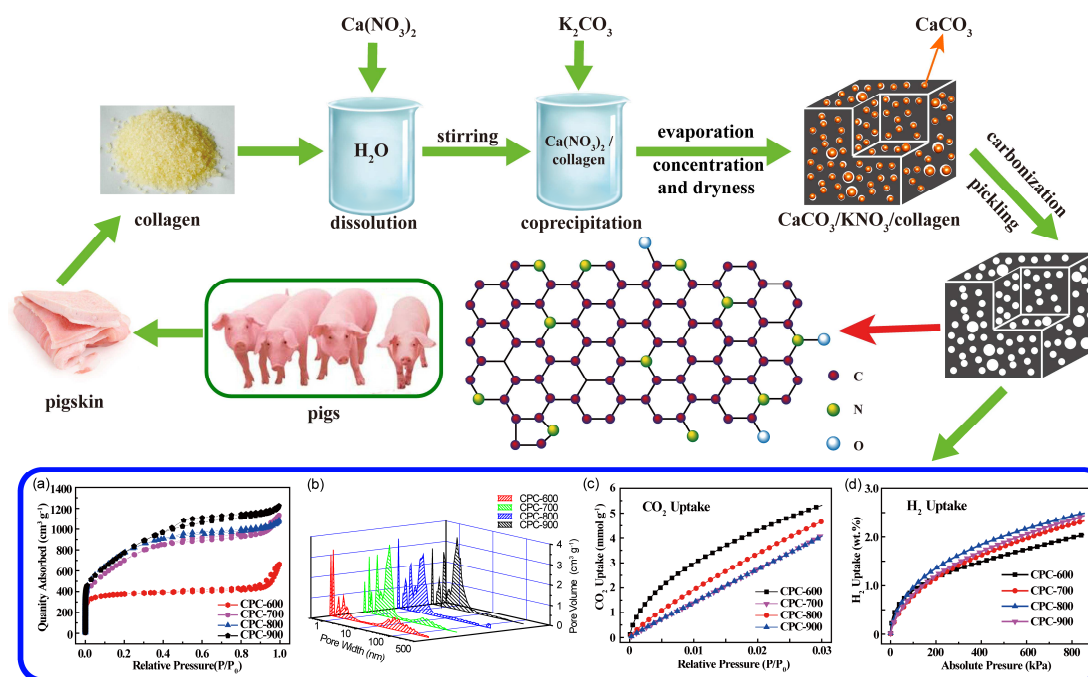 Ca(NO₃)₂
K₂CO₃
CaCO₃
H₂O
stirring
Ca(NO₃)₂ /
collagen
evaporation
concentration
and dryness
carbonization
pickling
collagen
dissolution
coprecipitation
CaCO₃/KNO₃/collagen
pigskin
pigs
C
N
O
(a)
Quanity Adsorbed (cm³ g⁻¹)
1400
1200
1000
800
600
400
200
0
0.0 0.2 0.4 0.6 0.8 1.0
Relative Pressure(P/P₀)
CPC-600
CPC-700
CPC-800
CPC-900
(b)
CPC-600
CPC-700
CPC-800
CPC-900
4
3
2
1
0
Pore Volume (cm³ g⁻¹)
1
10
100
500
Pore Width (nm)
(c)
CO₂ Uptake
CO₂ Uptake (mmol g⁻¹)
6
5
4
3
2
1
0
0.00 0.01 0.02 0.03
Relative Pressure (P/P₀)
CPC-600
CPC-700
CPC-800
CPC-900
(d)
H₂ Uptake
H₂ Uptake (wt. %)
3.0
2.0
1.0
0.0
0 200 400 600 800
Absolute Presure (kPa)
CPC-600
CPC-700
CPC-800
CPC-900